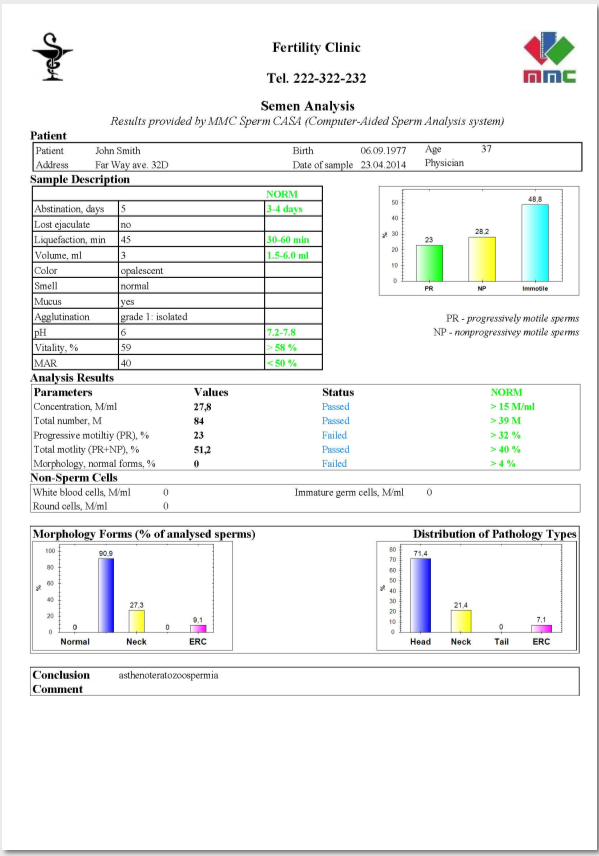 Fertility Clinic
MMC
Tel. 222-322-232
Semen Analysis
Results provided by MMC Sperm CASA (Computer-Aided Sperm Analysis system)
Patient
Patient John Smith Birth 06.09.1977 Age 37
Address Far Way ave. 32D Date of sample 23.04.2014 Physician
Sample Description
NORM
Abstination, days 5 3-4 days
Lost ejaculate no
Liquefaction, min 45 30-60 min
Volume, ml 3 1.5-6.0 ml
Color opalescent
Smell normal
Mucus yes
Agglutination grade 1: isolated
pH 6 7.2-7.8
Vitality, % 59 > 58 %
MAR 40 < 50 %
%
50
40
30
20
10
0
23 28,2 48,8
PR NP Immotile
PR - progressively motile sperms
NP - nonprogressivey motile sperms
Analysis Results
Parameters Values Status NORM
Concentration, M/ml 27,8 Passed > 15 M/ml
Total number, M 84 Passed > 39 M
Progressive motiltiy (PR), % 23 Failed > 32 %
Total motlity (PR+NP), % 51,2 Passed > 40 %
Morphology, normal forms, % 0 Failed > 4 %
Non-Sperm Cells
White blood cells, M/ml 0 Immature germ cells, M/ml 0
Round cells, M/ml 0
Morphology Forms (% of analysed sperms)
%
100
80
60
40
20
0
0 90,9 27,3 0 9,1
Normal Neck ERC
Distribution of Pathology Types
%
80
70
60
50
40
30
20
10
0
71,4 21,4 0 7,1
Head Neck Tail ERC
Conclusion asthenoteratozoospermia
Comment